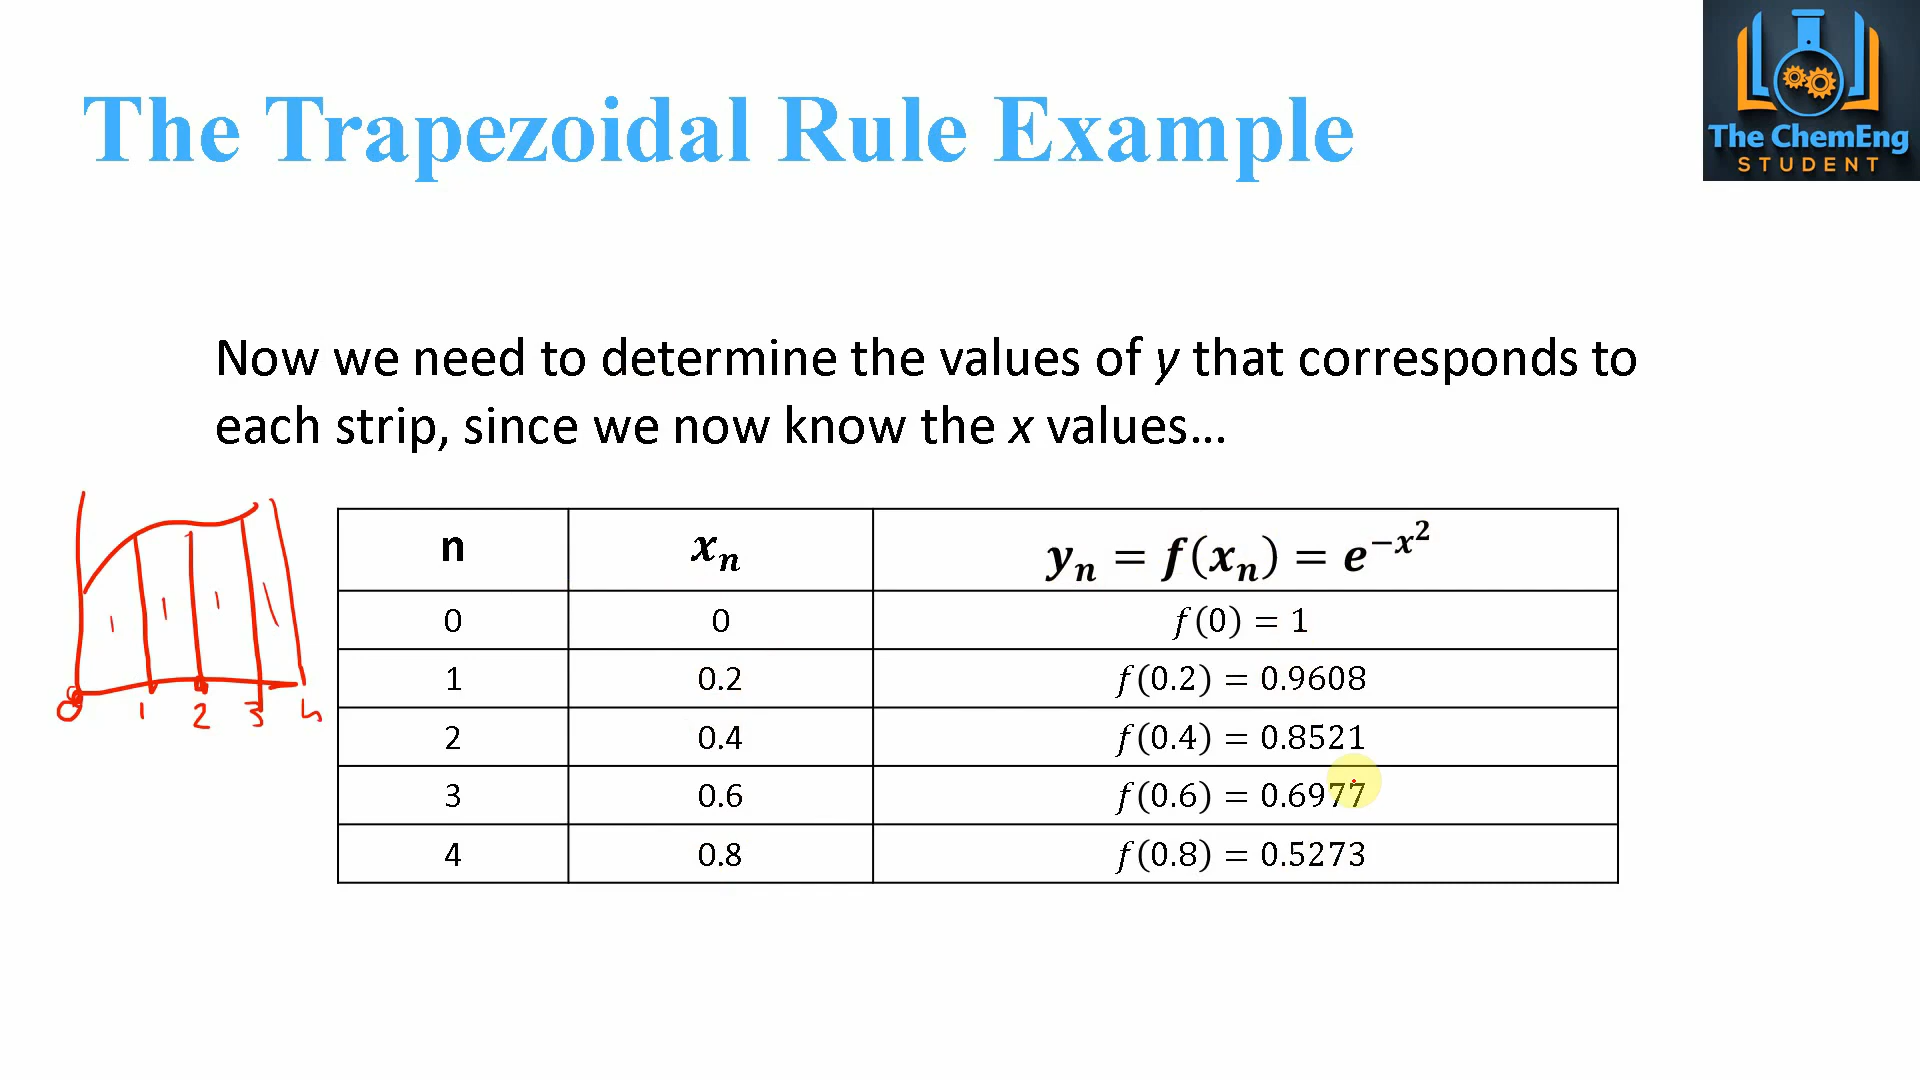 The Trapezoidal Rule Example
The ChemEng
STUDENT
Now we need to determine the values of y that corresponds to
each strip, since we now know the x values...
n xₙ yₙ = f(xₙ) = e^{-x²}
0 0 f(0) = 1
1 0.2 f(0.2) = 0.9608
2 0.4 f(0.4) = 0.8521
3 0.6 f(0.6) = 0.6977
4 0.8 f(0.8) = 0.5273
0 1 2 3 4